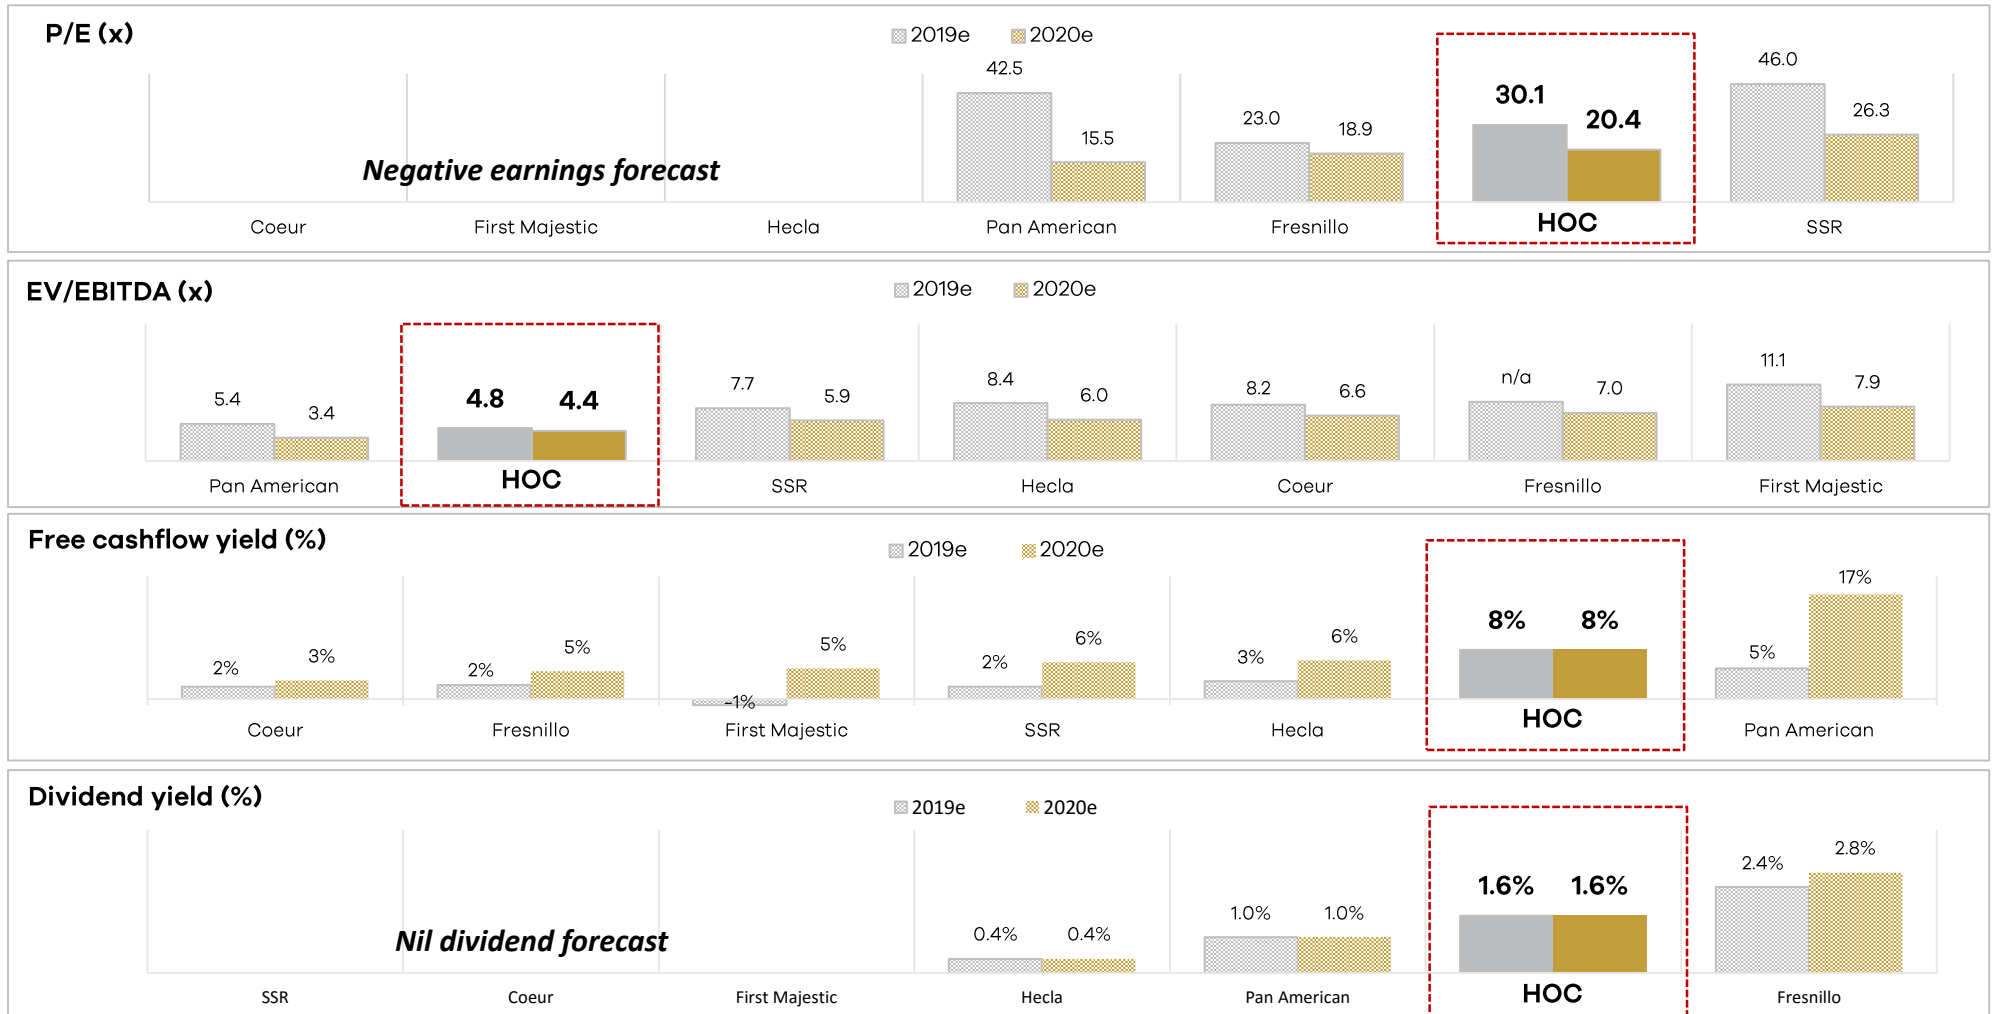 P/E (x)
2019e 2020e
42.5 15.5 23.0 18.9 30.1 20.4 46.0 26.3
Negative earnings forecast
Coeur First Majestic Hecla Pan American Fresnillo HOC SSR
EV/EBITDA (x)
2019e 2020e
5.4 3.4 4.8 4.4 7.7 5.9 8.4 6.0 8.2 6.6 n/a 7.0 11.1 7.9
Pan American HOC SSR Hecla Coeur Fresnillo First Majestic
Free cashflow yield (%)
2019e 2020e
2% 3% 2% 5% -1% 5% 2% 6% 3% 6% 8% 8% 5% 17%
Coeur Fresnillo First Majestic SSR Hecla HOC Pan American
Dividend yield (%)
2019e 2020e
0.4% 0.4% 1.0% 1.0% 1.6% 1.6% 2.4% 2.8%
Nil dividend forecast
SSR Coeur First Majestic Hecla Pan American HOC Fresnillo